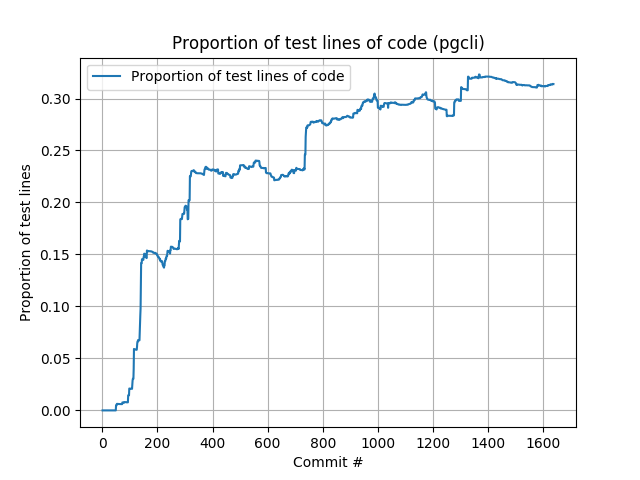 Proportion of test lines of code (pgcli)
Proportion of test lines of code
0.30
0.25
0.20
0.15
0.10
0.05
0.00
Proportion of test lines
0 200 400 600 800 1000 1200 1400 1600
Commit #